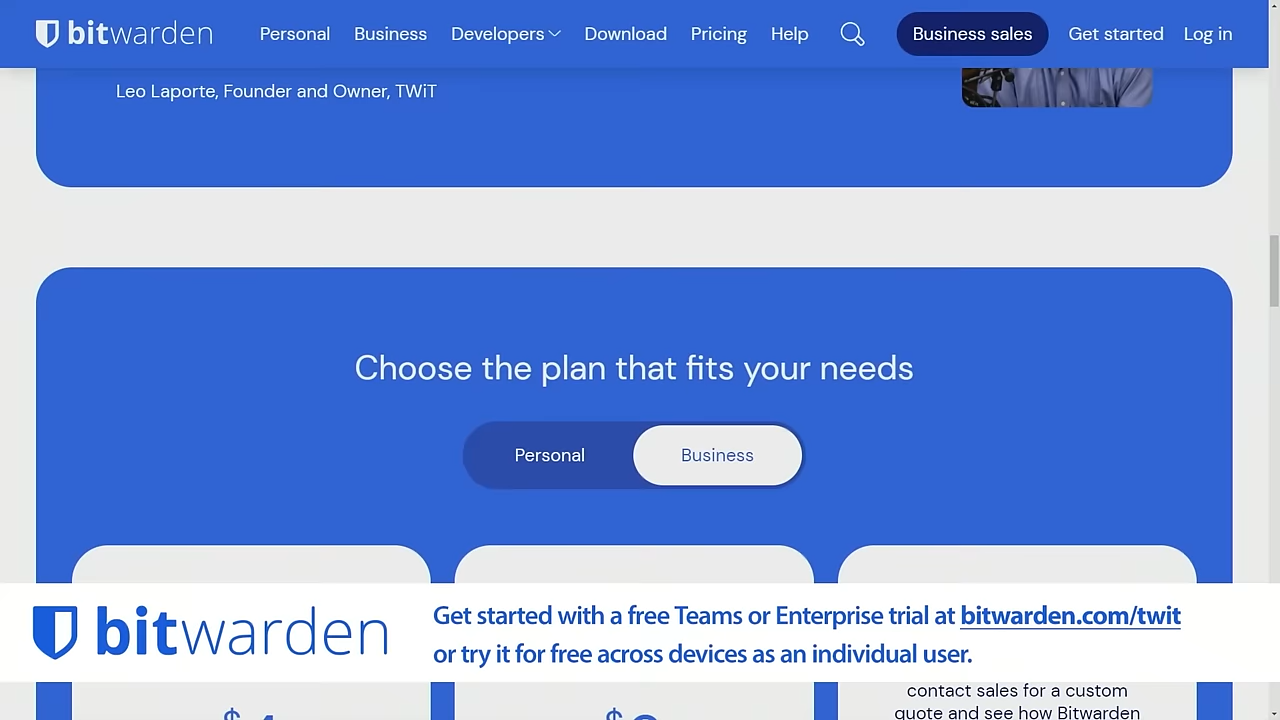 bitwarden
Personal Business Developers Download Pricing Help Business sales Get started Log in
Leo Laporte, Founder and Owner, TWiT
Choose the plan that fits your needs
Personal Business
bitwarden
Get started with a free Teams or Enterprise trial at bitwarden.com/twit
or try it for free across devices as an individual user.
contact sales for a custom
quote and see how Bitwarden
$ $